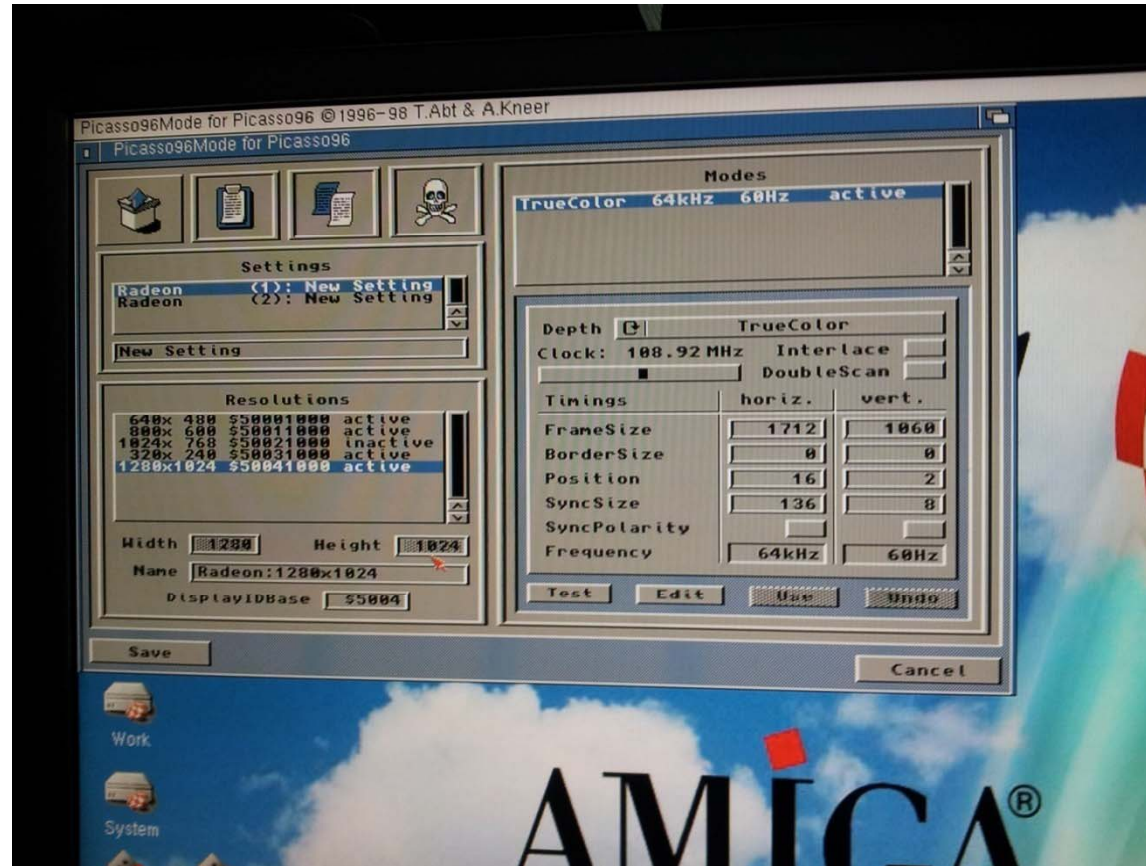 Picasso96Mode for Picasso96 ©1996-98 T.Abt & A.Kneer
Picasso96Mode for Picasso96
Settings
Radeon (1): New Setting
Radeon (2): New Setting
New Setting
Resolutions
640x 480 $50001000 active
800x 600 $50011000 active
1024x 768 $50021000 inactive
320x 240 $50031000 active
1280x1024 $50041000 active
Width 1280 Height 1024
Name Radeon:1280x1024
DisplayIDBase $5004
Modes
TrueColor 64kHz 60Hz active
Depth TrueColor
Clock: 108.92 MHz Interlace
DoubleScan
Timings horiz. vert.
FrameSize 1712 1060
BorderSize 0 0
Position 16 2
SyncSize 136 8
SyncPolarity
Frequency 64kHz 60Hz
Test Edit Use Undo
Save Cancel
Work
System
AMIGA®